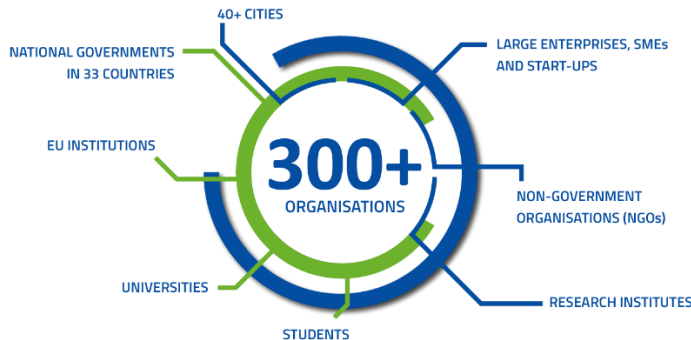 40+ CITIES
NATIONAL GOVERNMENTS
IN 33 COUNTRIES
LARGE ENTERPRISES, SMEs
AND START-UPS
EU INSTITUTIONS
300+
ORGANISATIONS
NON-GOVERNMENT
ORGANISATIONS (NGOs)
UNIVERSITIES
RESEARCH INSTITUTES
STUDENTS